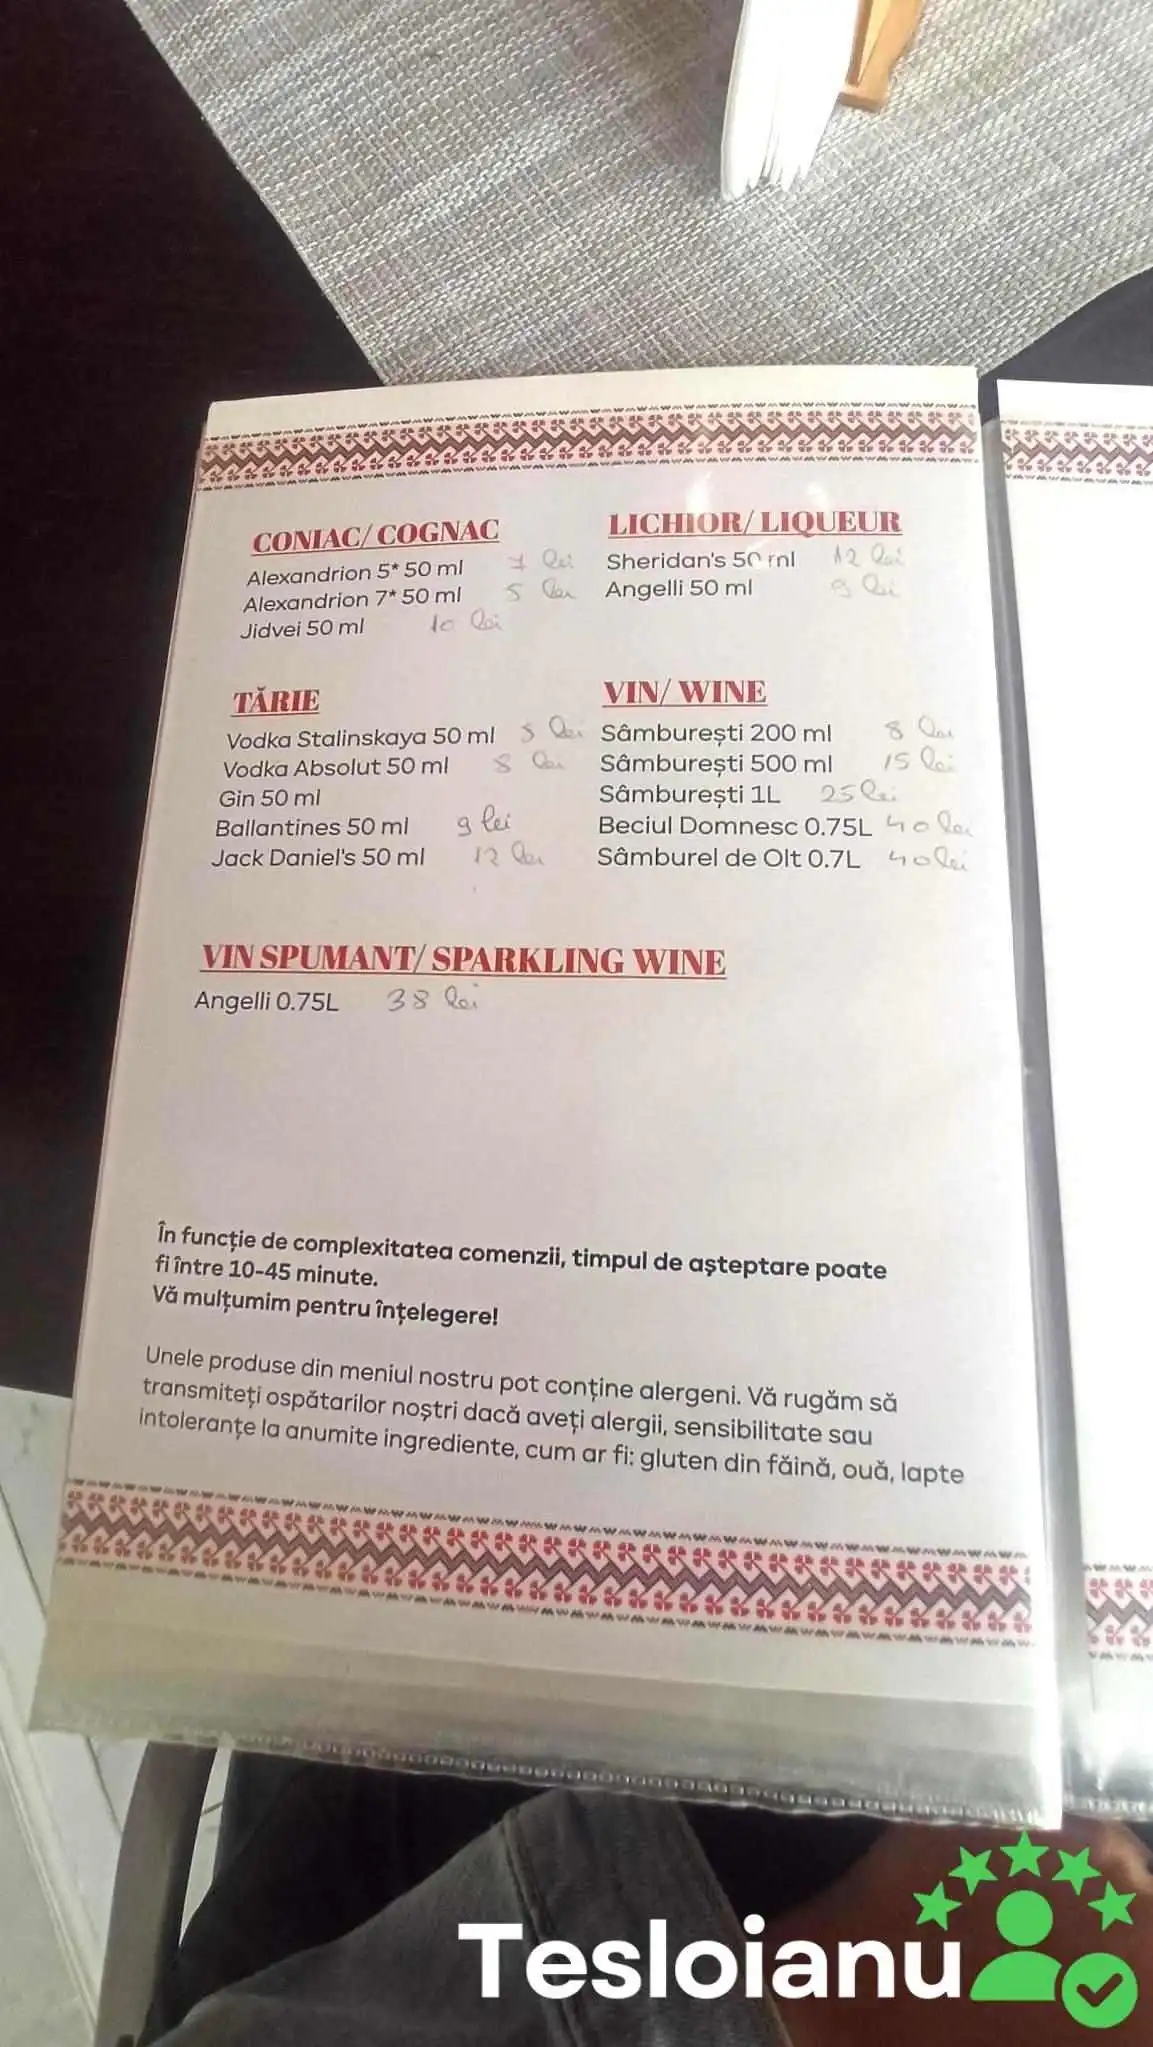 CONIAC/ COGNAC
Alexandrion 5* 50 ml 7 lei
Alexandrion 7* 50 ml 5 lei
Jidvei 50 ml 10 lei
LICHIOR/ LIQUEUR
Sheridan's 50 ml 12 lei
Angelli 50 ml 9 lei
TĂRIE
Vodka Stalinskaya 50 ml 5 lei
Vodka Absolut 50 ml 8 lei
Gin 50 ml
Ballantines 50 ml 9 lei
Jack Daniel's 50 ml 12 lei
VIN/ WINE
Sâmburești 200 ml 8 lei
Sâmburești 500 ml 15 lei
Sâmburești 1L 25 lei
Beciul Domnesc 0.75L 40 lei
Sâmburel de Olt 0.7L 40 lei
VIN SPUMANT/ SPARKLING WINE
Angelli 0.75L 38 lei
În funcție de complexitatea comenzii, timpul de așteptare poate
fi între 10-45 minute.
Vă mulțumim pentru înțelegere!
Unele produse din meniul nostru pot conține alergeni. Vă rugăm să
transmiteți ospătarilor noștri dacă aveți alergii, sensibilitate sau
intoleranțe la anumite ingrediente, cum ar fi: gluten din făină, ouă, lapte
Tesloianu